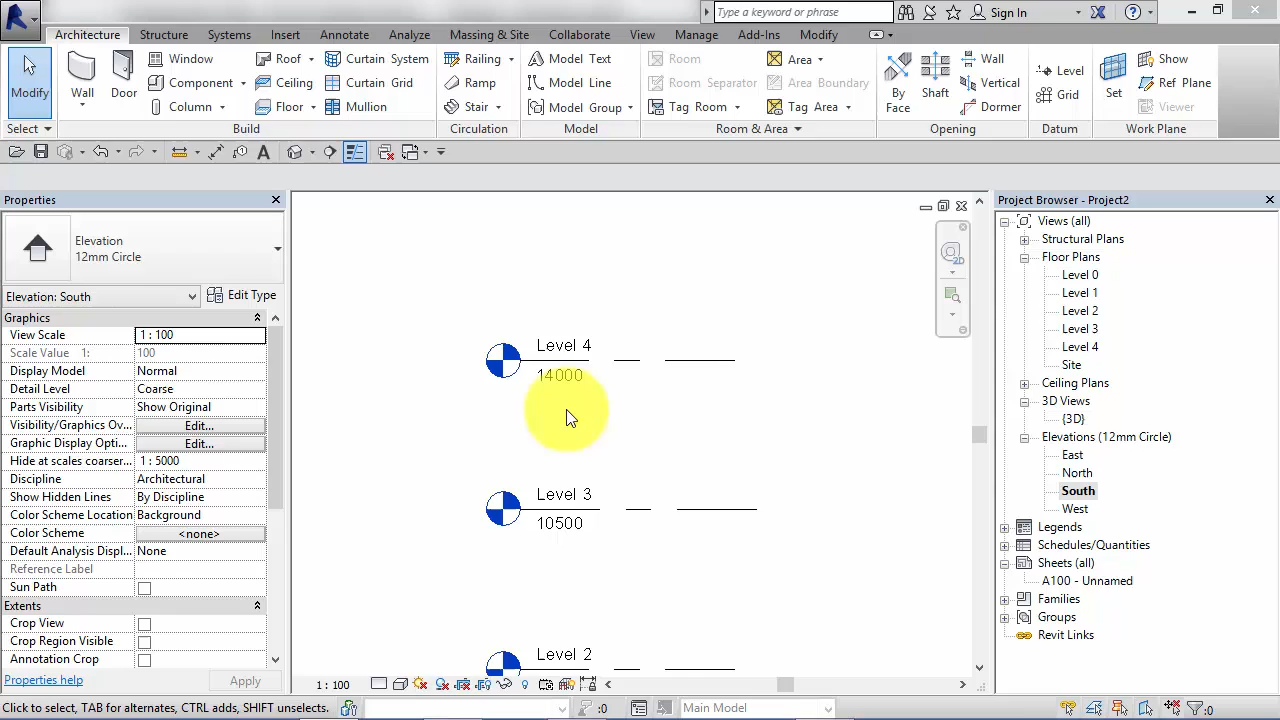 Type a keyword or phrase
Sign In
Architecture Structure Systems Insert Annotate Analyze Massing & Site Collaborate View Manage Add-Ins Modify
Modify
Wall
Door
Window
Component
Column
Roof
Ceiling
Floor
Curtain System
Curtain Grid
Mullion
Railing
Ramp
Stair
Model Text
Model Line
Model Group
Room
Room Separator
Tag Room
Area
Area Boundary
Tag Area
By Face
Shaft
Wall
Vertical
Dormer
Level
Grid
Set
Show
Ref Plane
Viewer
Select Build Circulation Model Room & Area Opening Datum Work Plane
Properties
Elevation
12mm Circle
Elevation: South Edit Type
Graphics
View Scale 1 : 100
Scale Value 1: 100
Display Model Normal
Detail Level Coarse
Parts Visibility Show Original
Visibility/Graphics Ov... Edit...
Graphic Display Optio... Edit...
Hide at scales coarser... 1 : 5000
Discipline Architectural
Show Hidden Lines By Discipline
Color Scheme Location Background
Color Scheme <none>
Default Analysis Displ... None
Reference Label
Sun Path
Extents
Crop View
Crop Region Visible
Annotation Crop
Properties help Apply
Level 4
14000
Level 3
10500
Level 2
2D
1 : 100
Project Browser - Project2
Views (all)
Structural Plans
Floor Plans
Level 0
Level 1
Level 2
Level 3
Level 4
Site
Ceiling Plans
3D Views
{3D}
Elevations (12mm Circle)
East
North
South
West
Legends
Schedules/Quantities
Sheets (all)
A100 - Unnamed
Families
Groups
Revit Links
Click to select, TAB for alternates, CTRL adds, SHIFT unselects. :0 Main Model :0